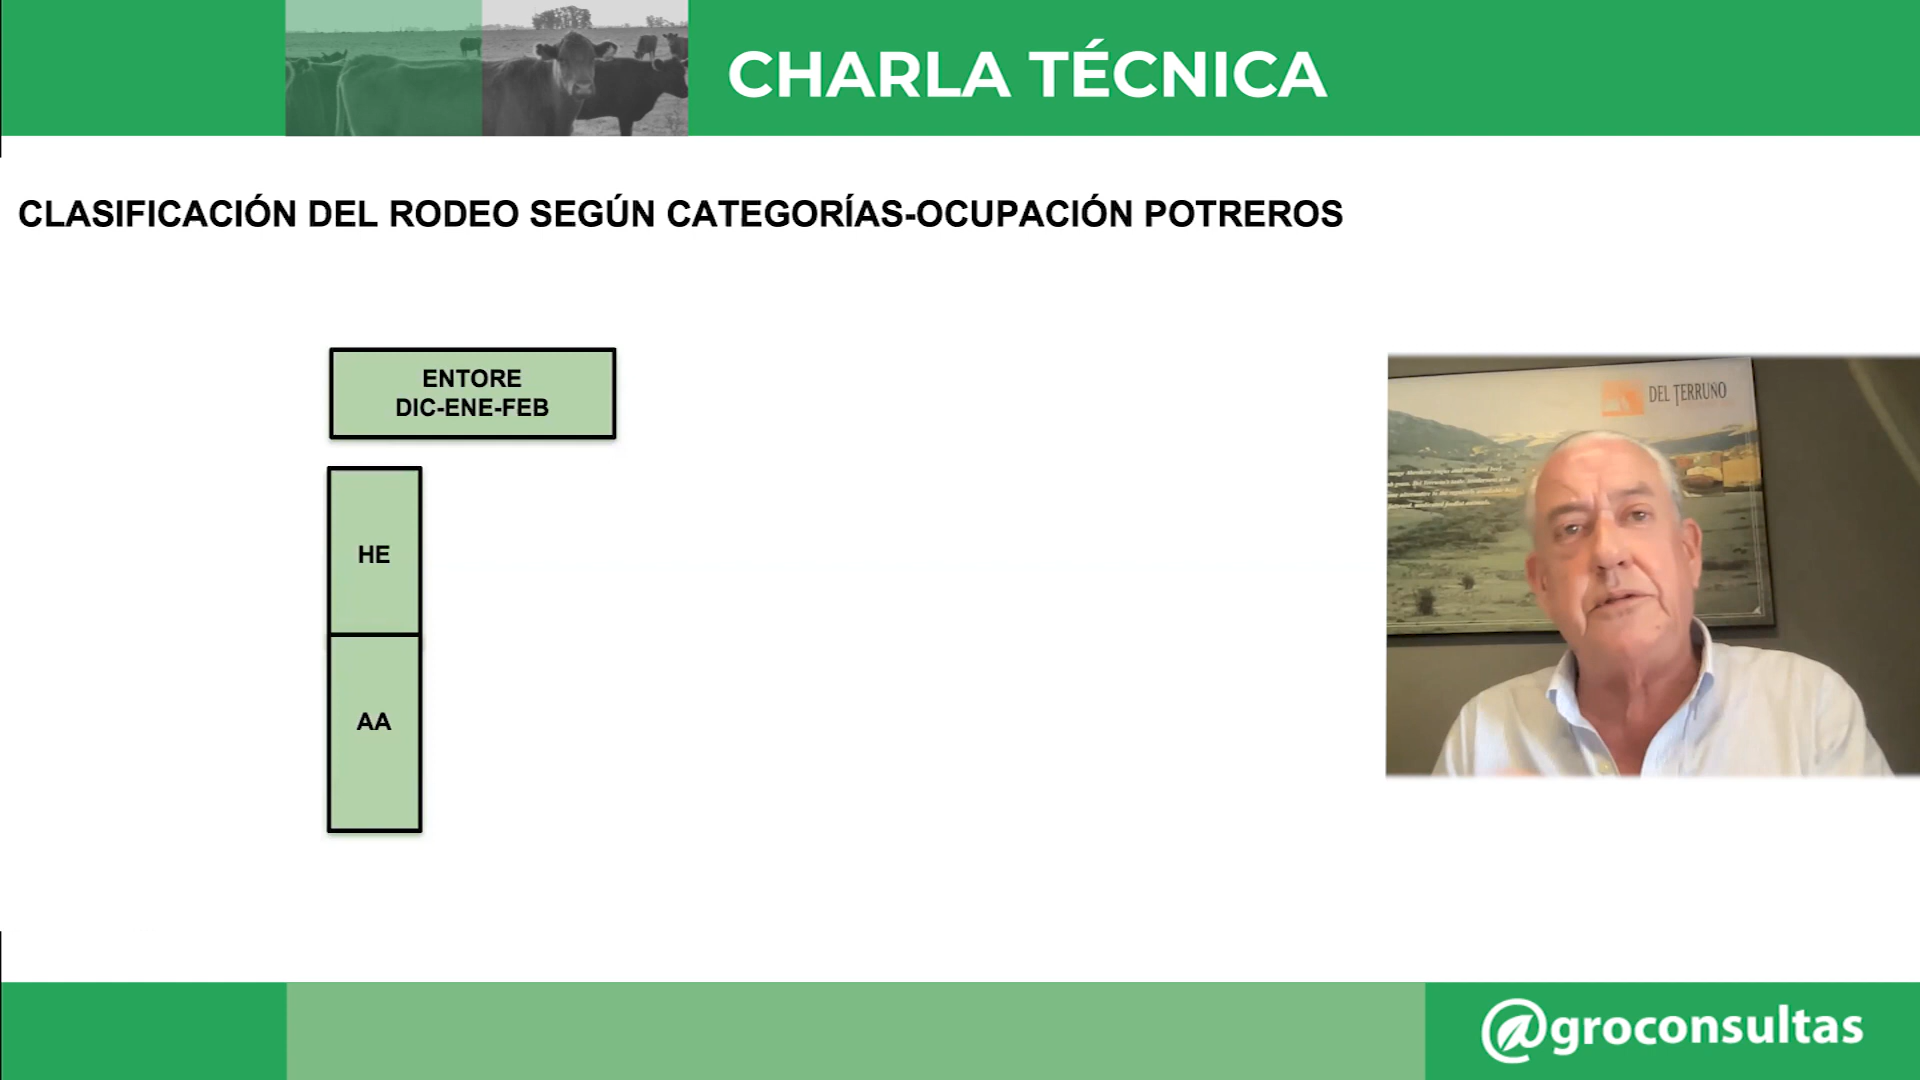 CHARLA TÉCNICA
CLASIFICACIÓN DEL RODEO SEGÚN CATEGORÍAS-OCUPACIÓN POTREROS
ENTORE
DIC-ENE-FEB
HE
AA
DEL TERRUÑO
@groconsultas